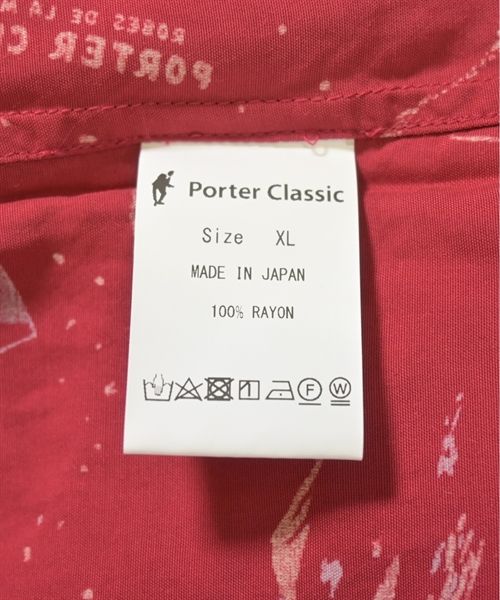 ROBES DE LA
PORTER C
Porter Classic
Size XL
MADE IN JAPAN
100% RAYON
F W